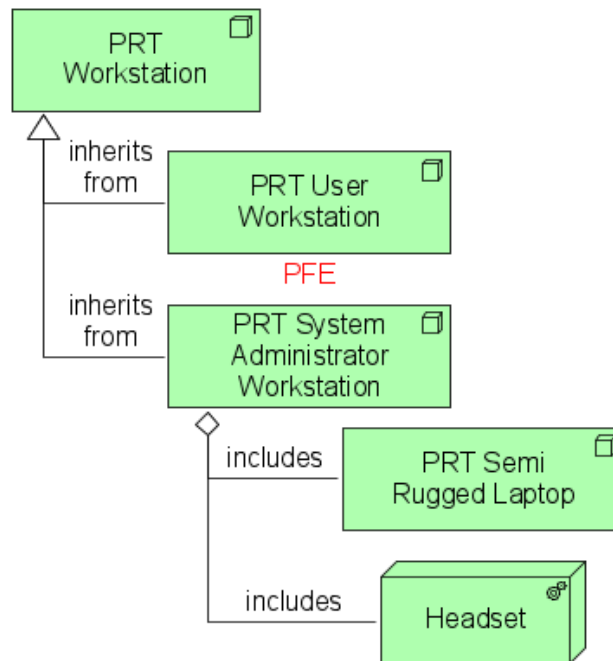 PRT
Workstation
inherits
from
PRT User
Workstation
PFE
inherits
from
PRT System
Administrator
Workstation
includes
PRT Semi
Rugged Laptop
includes
Headset